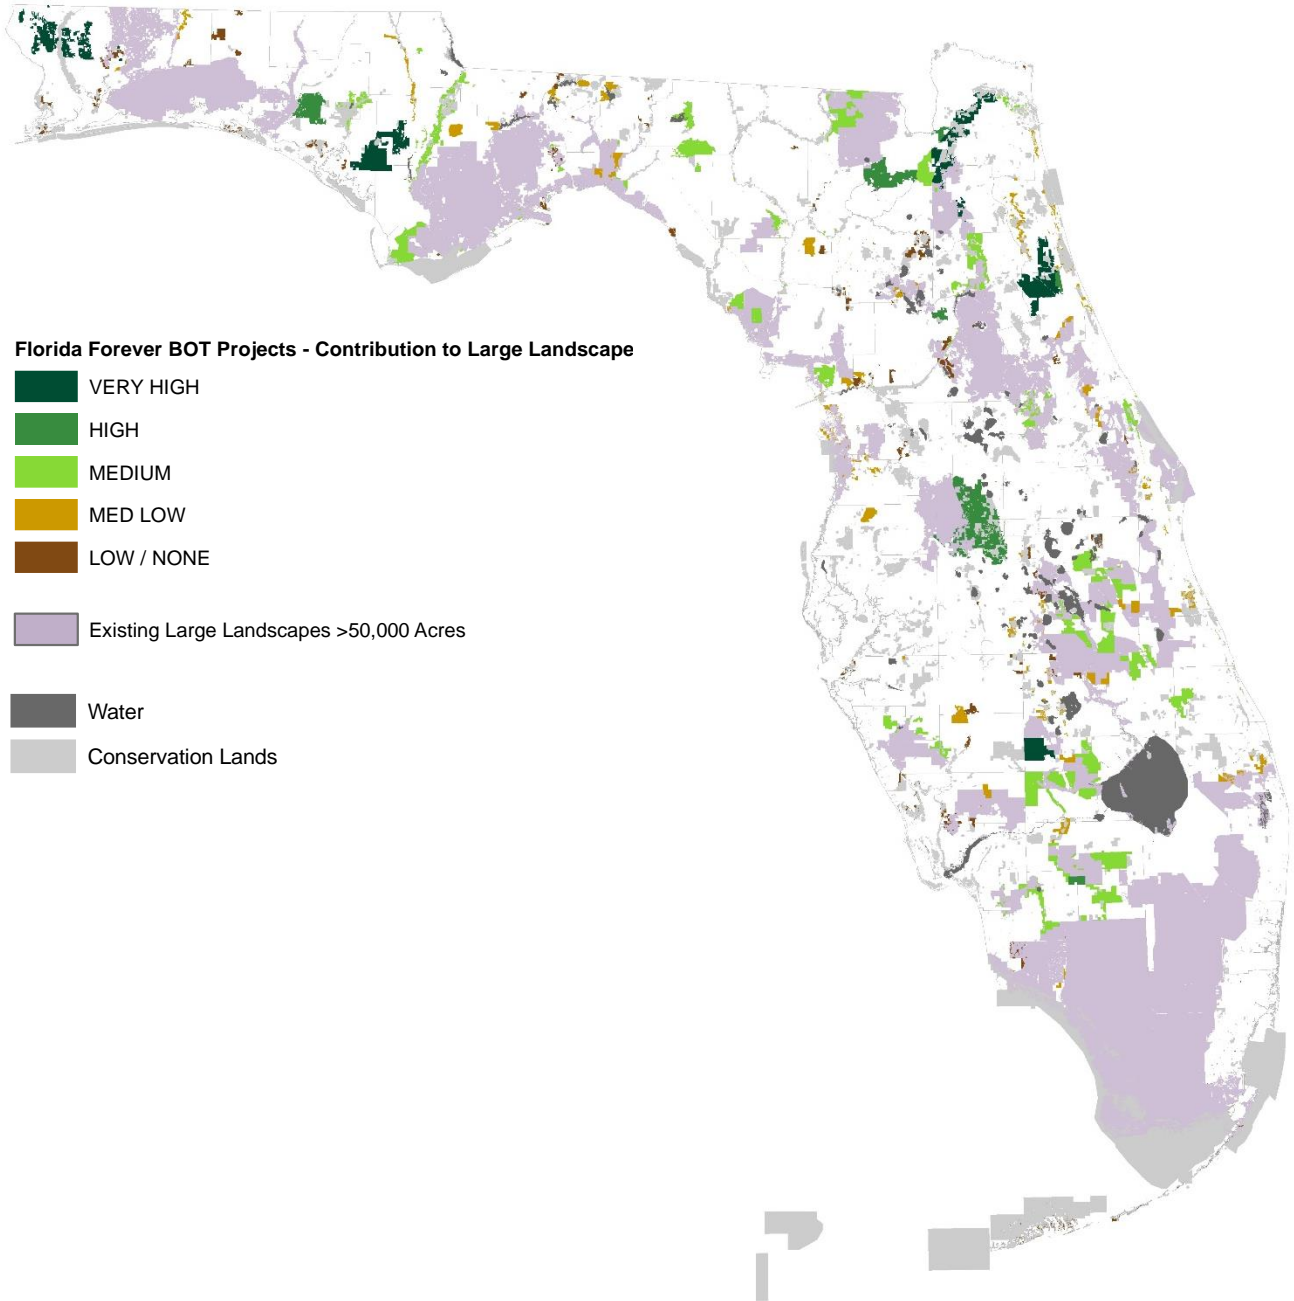 Florida Forever BOT Projects - Contribution to Large Landscape
VERY HIGH
HIGH
MEDIUM
MED LOW
LOW / NONE
Existing Large Landscapes >50,000 Acres
Water
Conservation Lands